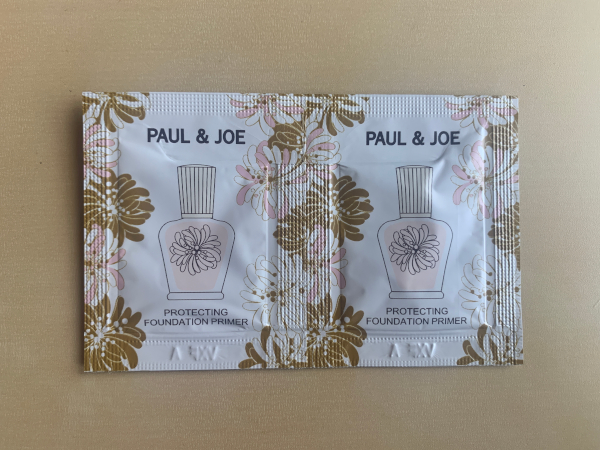 PAUL & JOE
PROTECTING
FOUNDATION PRIMER
PAUL & JOE
PROTECTING
FOUNDATION PRIMER